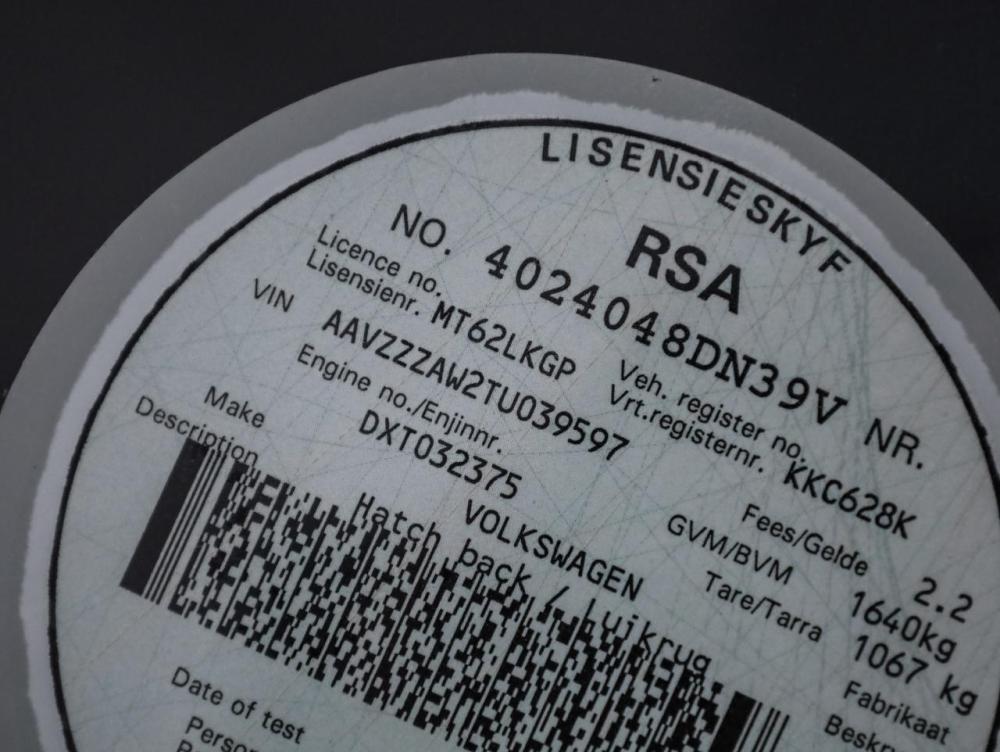 LISENSIESKYF
RSA
NO. 4024048DN39V NR.
Licence no. Veh. register no.
Lisensienr. MT62LKGP Vrt.registernr. KKC628K
VIN AAVZZZAW2TU039597 Fees/Gelde 2.2
Engine no./Enjinnr. GVM/BVM 1640kg
DXT032375 Tare/Tarra 1067 kg
Make VOLKSWAGEN Fabrikaat
Description Hatch back / Luikrug
Date of test